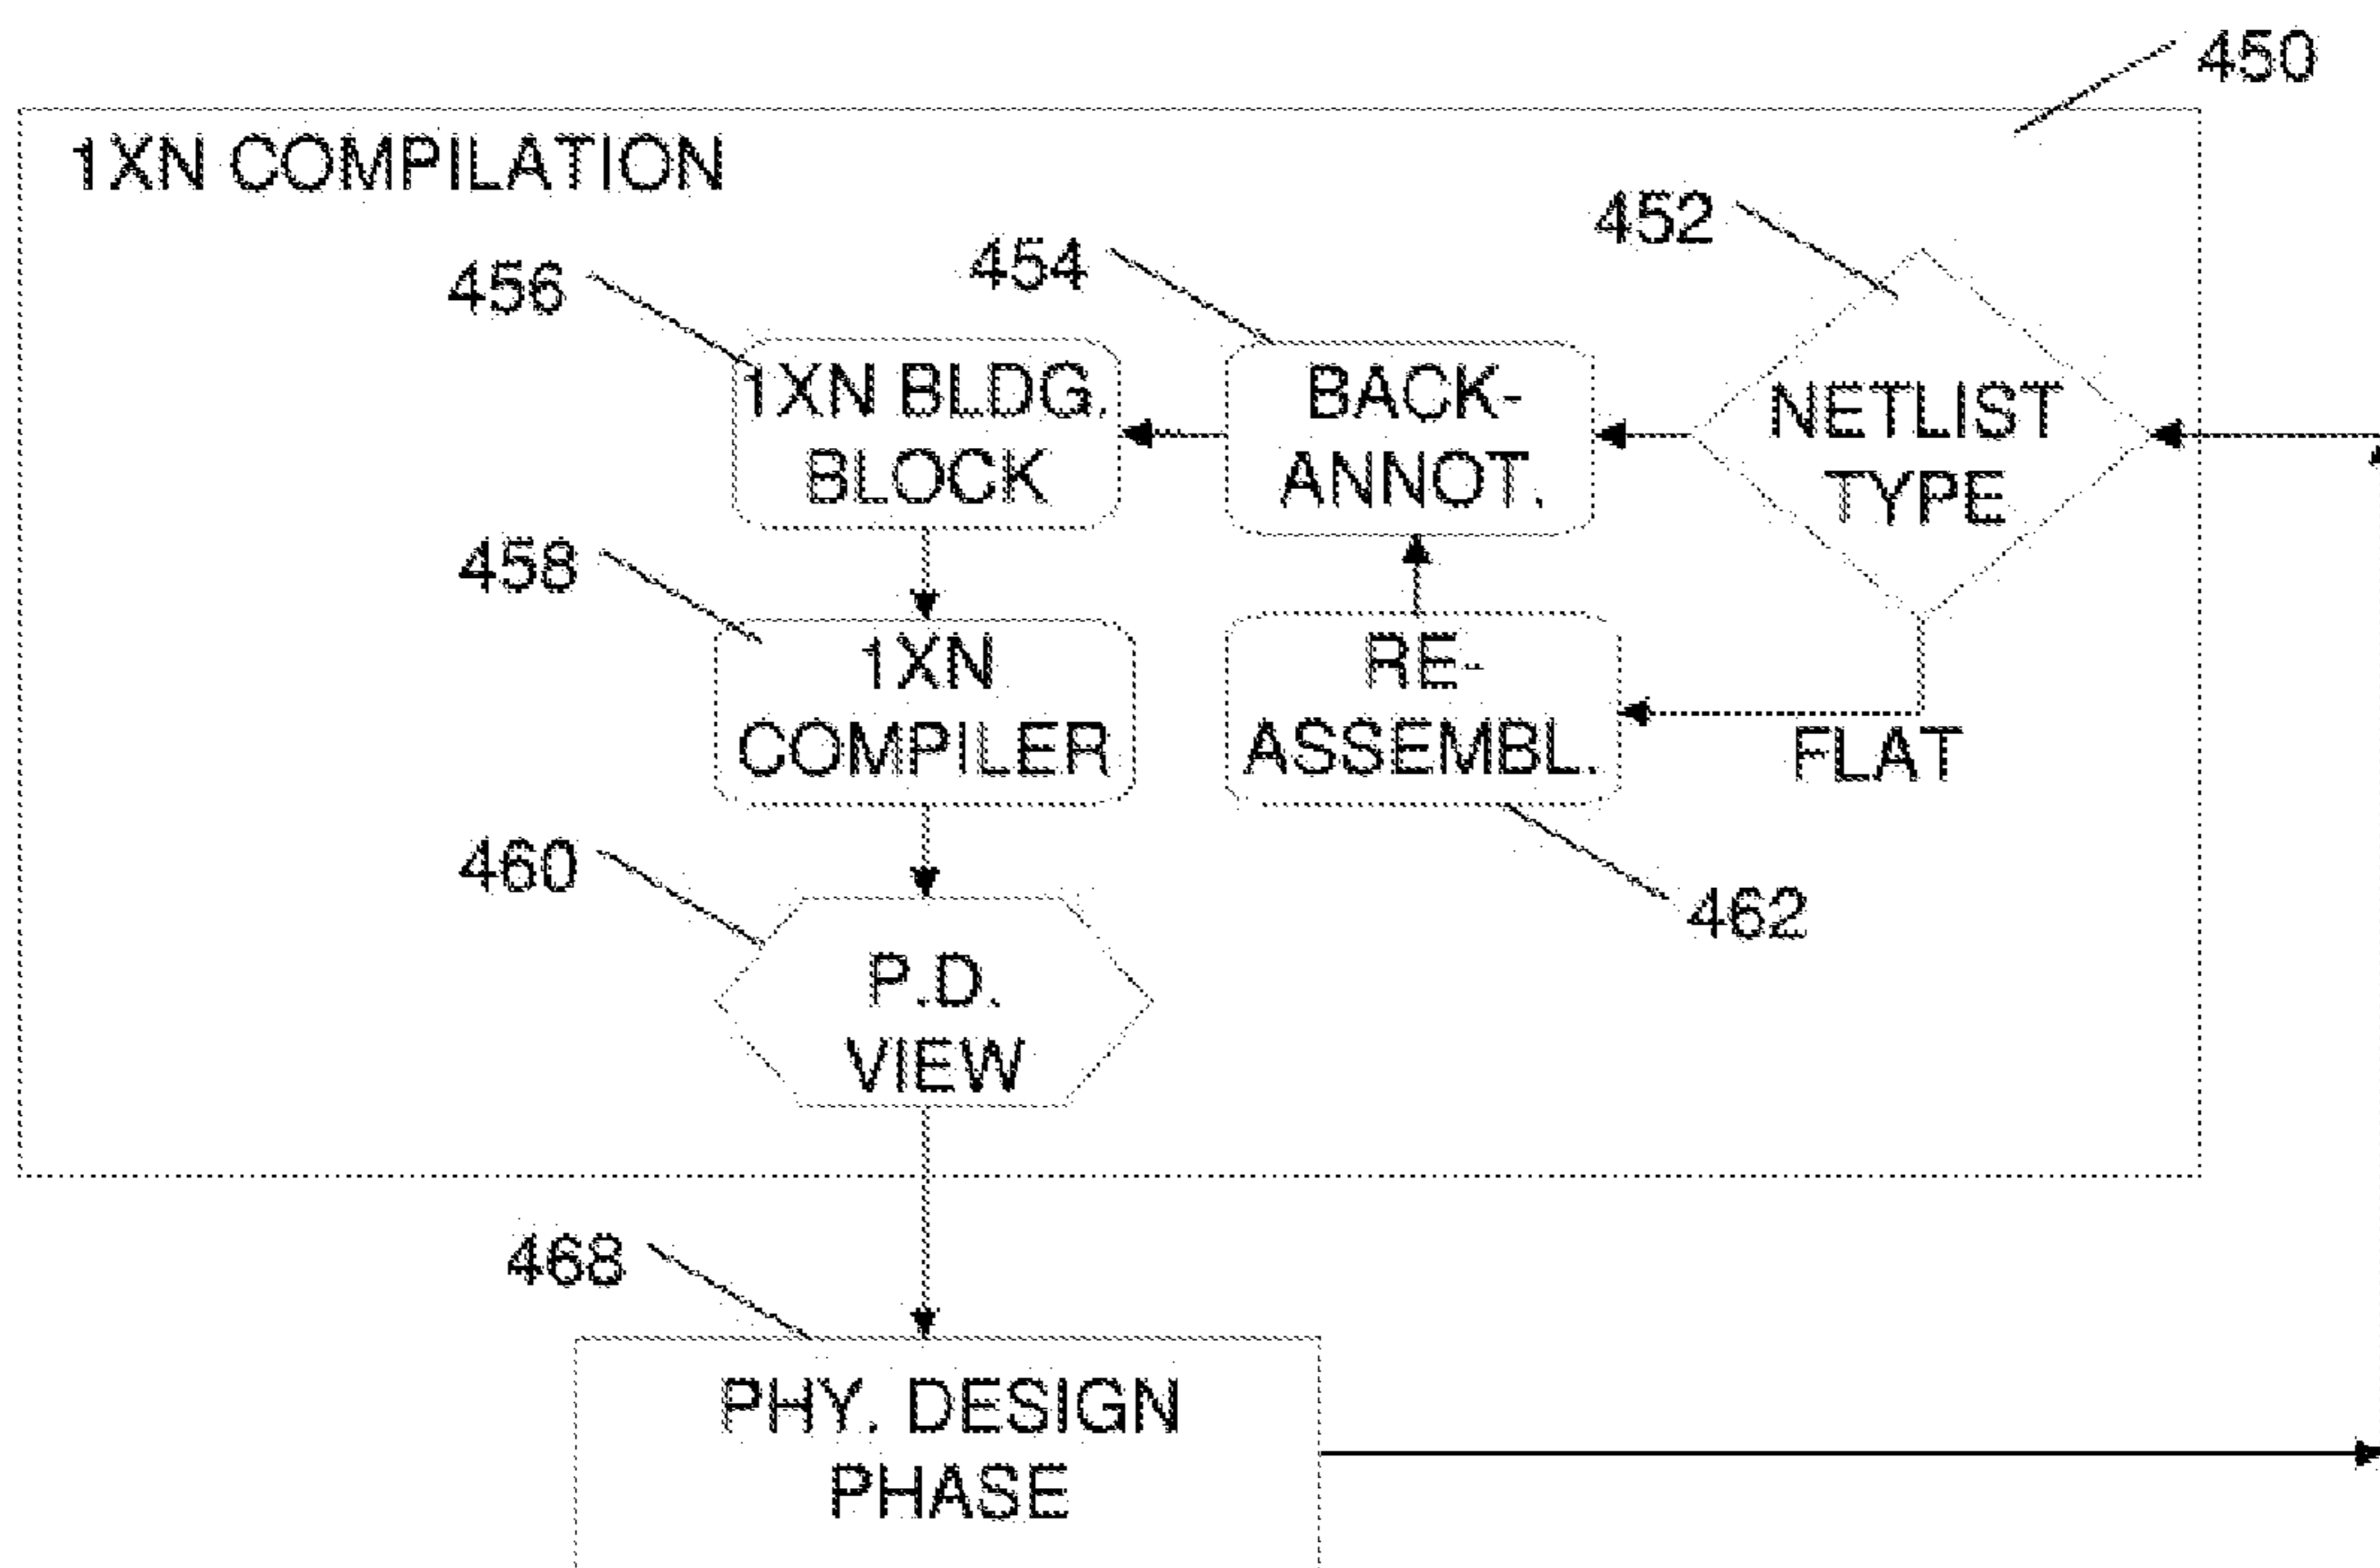 450
1XN COMPILATION
452
454
456
1XN BLDG.
BLOCK
BACK-
ANNOT.
NETLIST
TYPE
458
1XN
COMPILER
RE-
ASSEMBL.
FLAT
460
462
P.D.
VIEW
468
PHY. DESIGN
PHASE